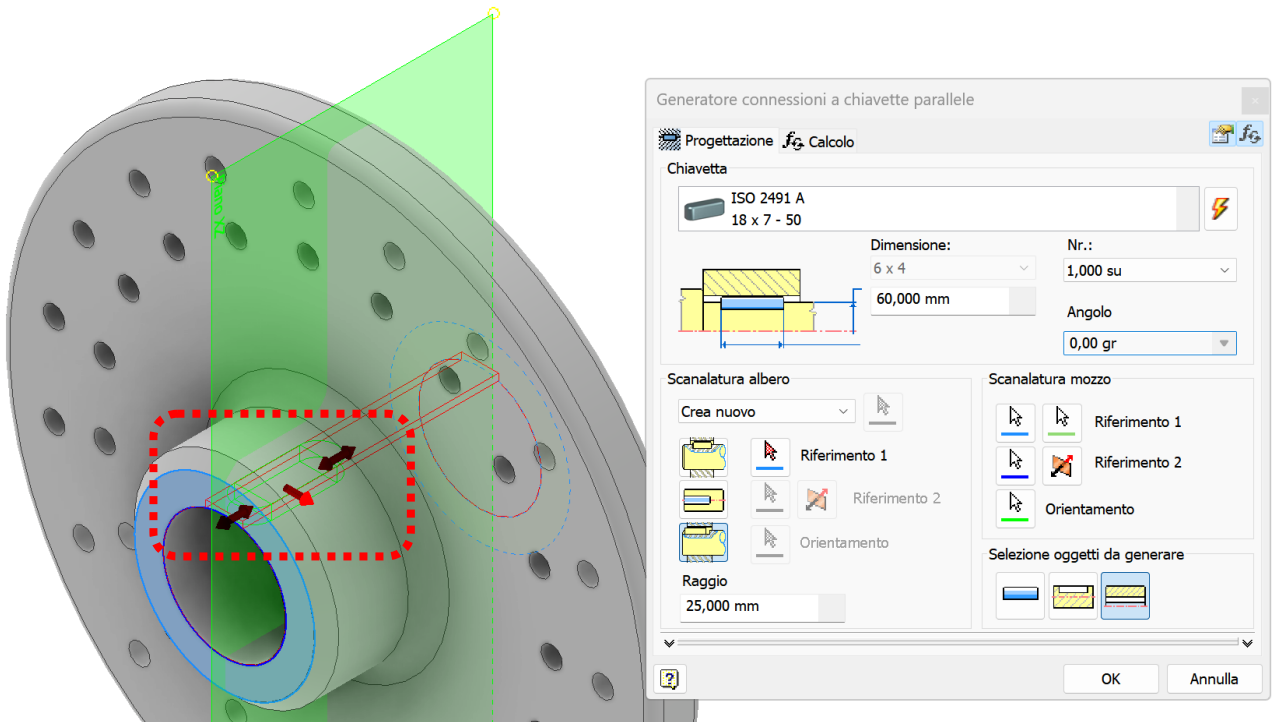 Generatore connessioni a chiavette parallele
Progettazione
Calcolo
Chiavetta
ISO 2491 A
18 x 7 - 50
Dimensione:
Nr.:
6 x 4
1,000 su
60,000 mm
Angolo
0,00 gr
Scanalatura albero
Scanalatura mozzo
Crea nuovo
Riferimento 1
Riferimento 1
Riferimento 2
Riferimento 2
Orientamento
Orientamento
Selezione oggetti da generare
Raggio
25,000 mm
OK
Annulla